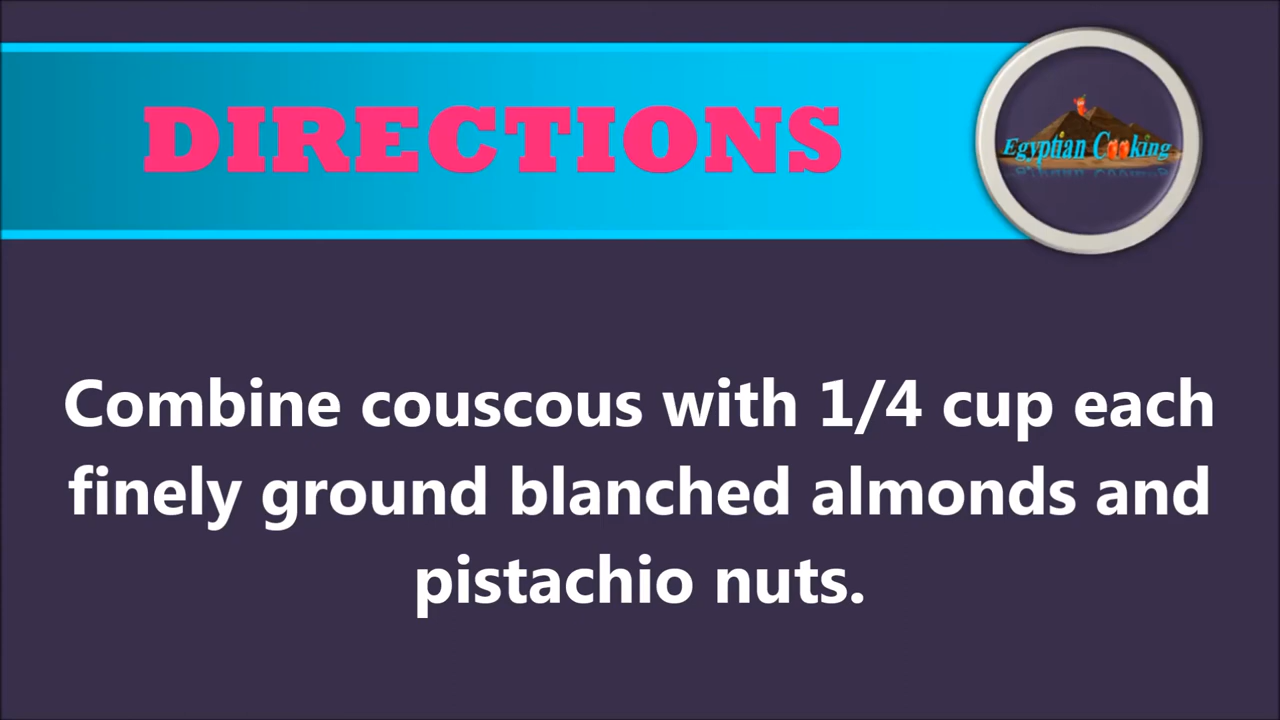 DIRECTIONS
Egyptian Cooking
Combine couscous with 1/4 cup each
finely ground blanched almonds and
pistachio nuts.